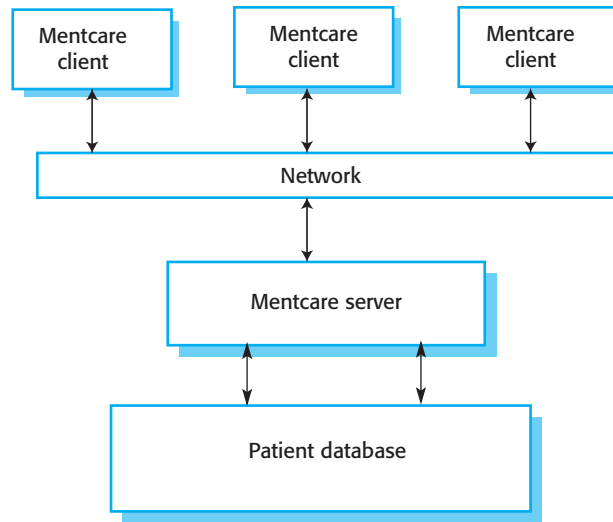 Mentcare
client
Mentcare
client
Mentcare
client
Network
Mentcare server
Patient database